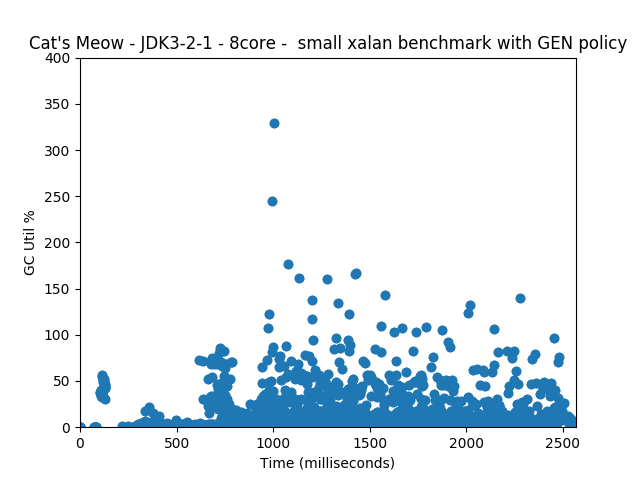 Cat's Meow - JDK3-2-1 - 8core -  small xalan benchmark with GEN policy
400
350
300
250
200
150
100
50
0
GC Util %
0 500 1000 1500 2000 2500
Time (milliseconds)